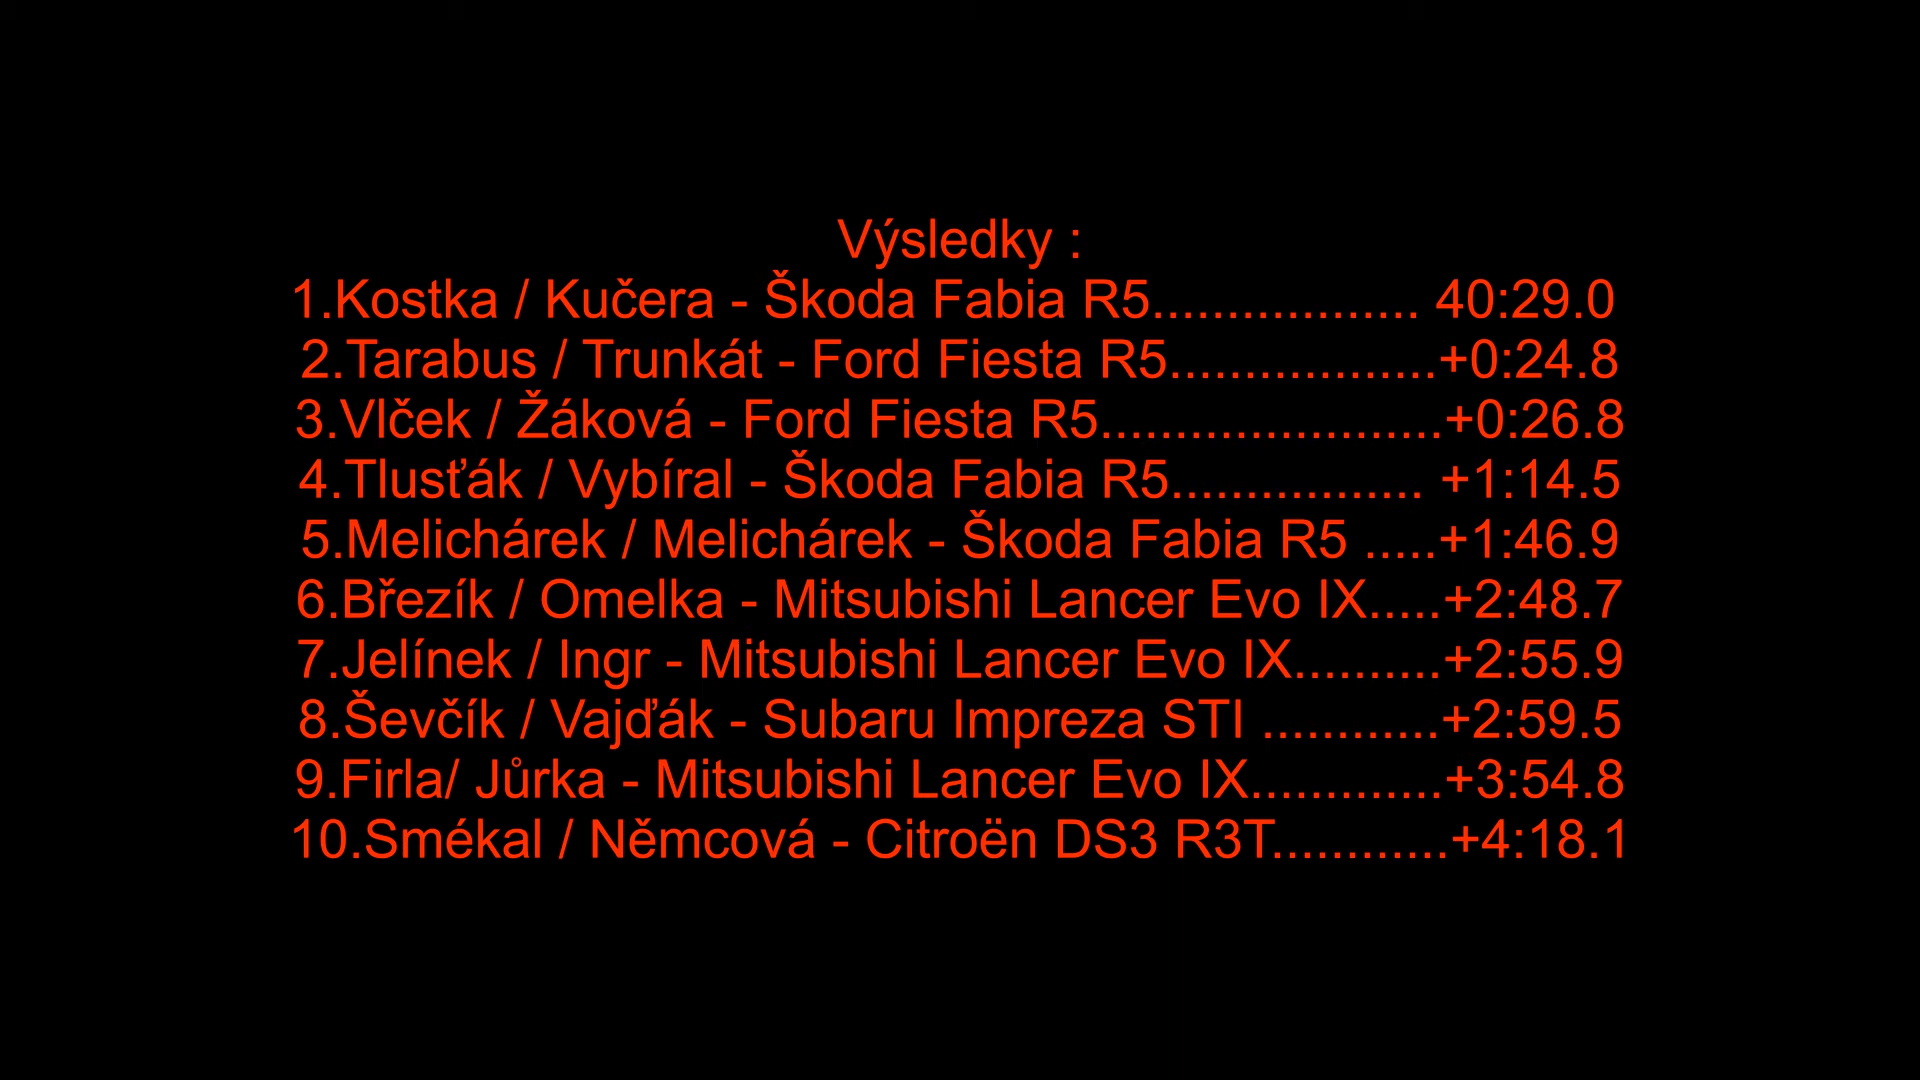 Výsledky :
1.Kostka / Kučera - Škoda Fabia R5.................. 40:29.0
2.Tarabus / Trunkát - Ford Fiesta R5..................+0:24.8
3.Vlček / Žáková - Ford Fiesta R5.......................+0:26.8
4.Tlusťák / Vybíral - Škoda Fabia R5................. +1:14.5
5.Melichárek / Melichárek - Škoda Fabia R5 .....+1:46.9
6.Březík / Omelka - Mitsubishi Lancer Evo IX.....+2:48.7
7.Jelínek / Ingr - Mitsubishi Lancer Evo IX..........+2:55.9
8.Ševčík / Vajďák - Subaru Impreza STI ............+2:59.5
9.Firla/ Jůrka - Mitsubishi Lancer Evo IX.............+3:54.8
10.Smékal / Němcová - Citroën DS3 R3T............+4:18.1